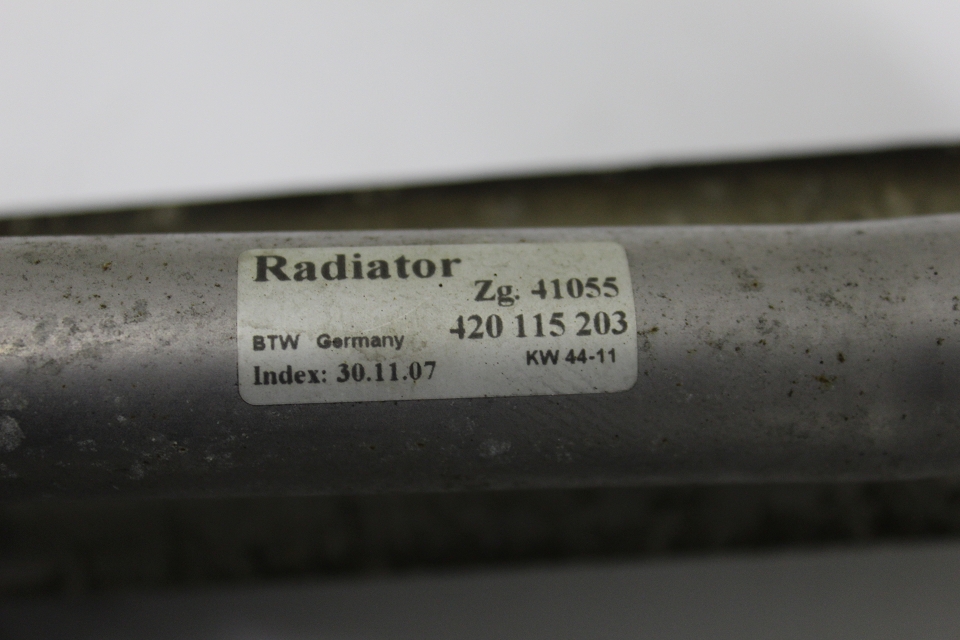 Radiator
Zg. 41055
420 115 203
BTW Germany
KW 44-11
Index: 30.11.07